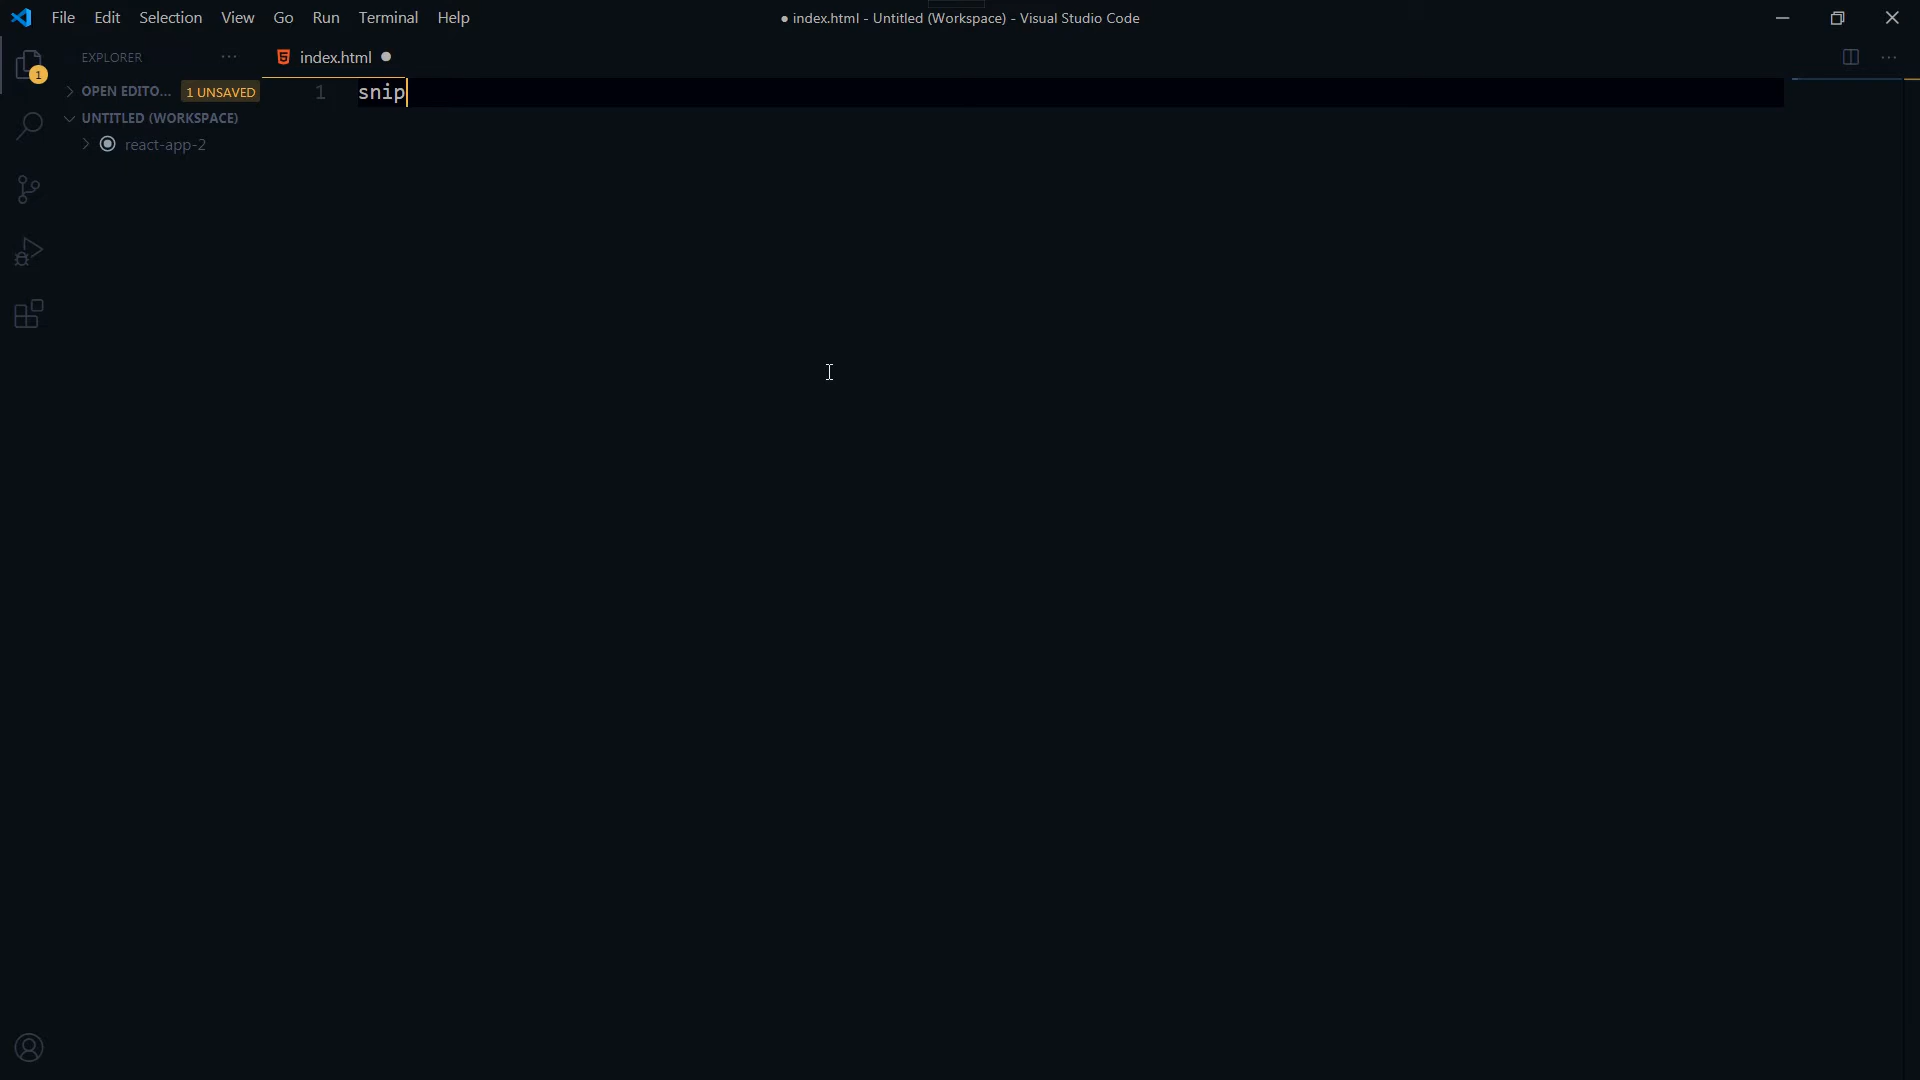 File Edit Selection View Go Run Terminal Help
● index.html - Untitled (Workspace) - Visual Studio Code
EXPLORER
index.html
1
OPEN EDITO... 1 UNSAVED
1 snip
UNTITLED (WORKSPACE)
react-app-2